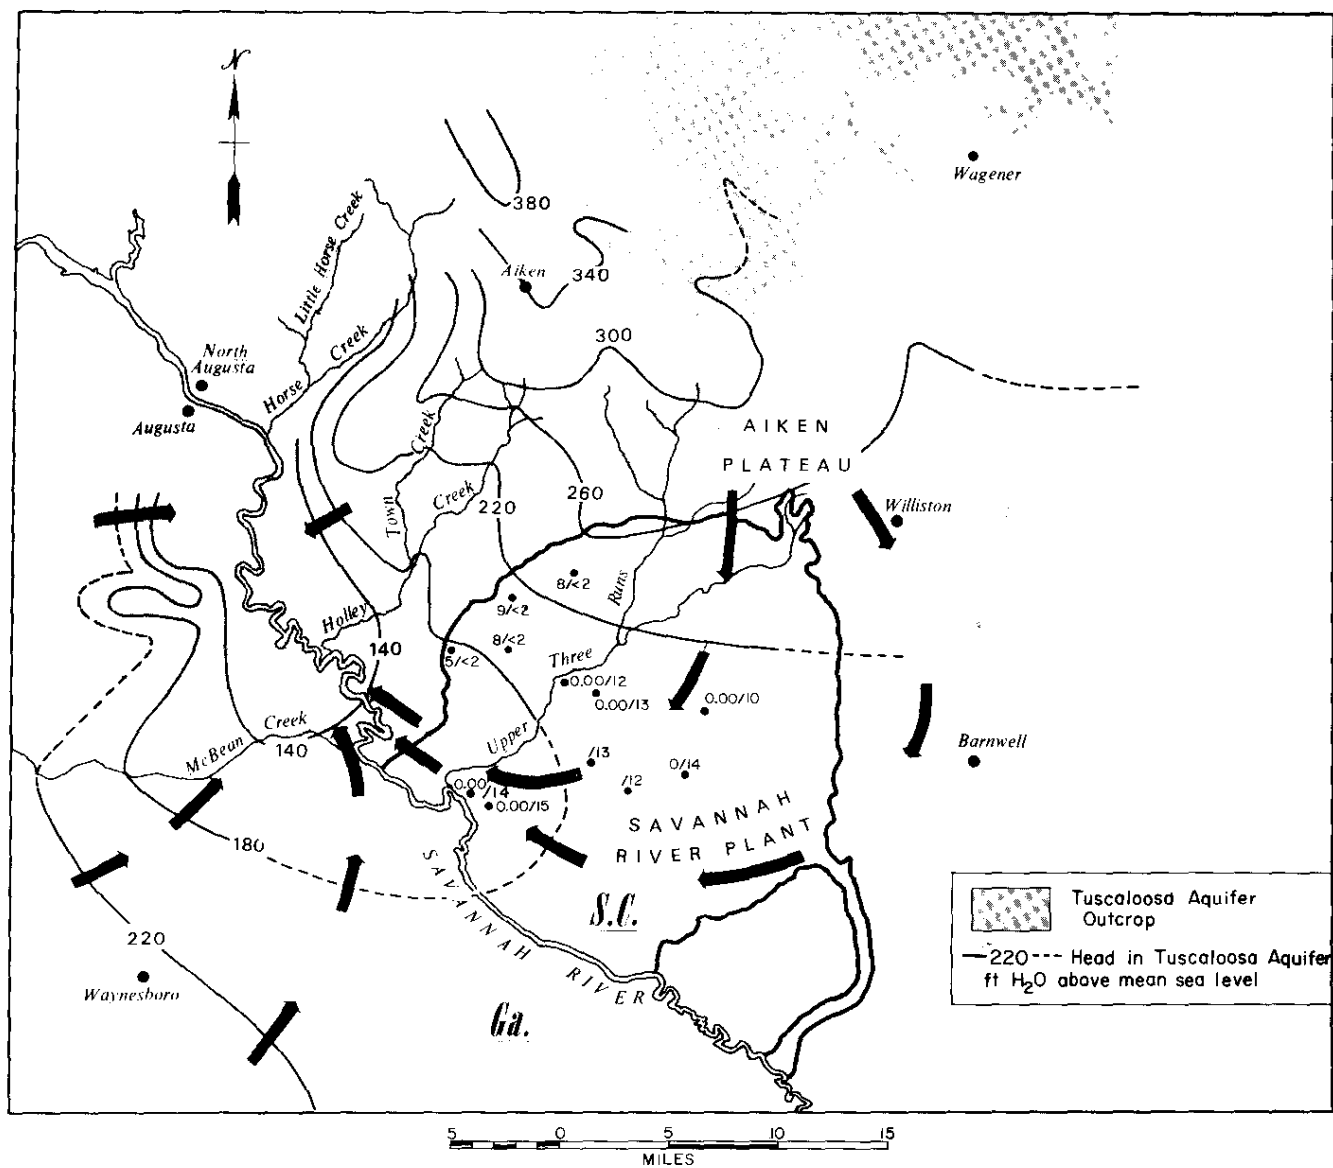 N
Wagener
380
Little Horse Creek
Aiken
340
300
North
Augusta
Horse Creek
Augusta
AIKEN
PLATEAU
Town Creek
Creek
220
260
Williston
8/<2
Runs
9/<2
Holley
8/<2
140
5/<2
Three
0.00/12
0.00/13
0.00/10
Creek
McBean
140
Upper
/13
0/14
Barnwell
0.00/14
/12
0.00/15
SAVANNAH
RIVER PLANT
180
SAVANNAH RIVER
S.C.
Tuscaloosa Aquifer
Outcrop
220
220 --- Head in Tuscaloosa Aquifer
ft H2O above mean sea level
Waynesboro
Ga.
5 0 5 10 15
MILES